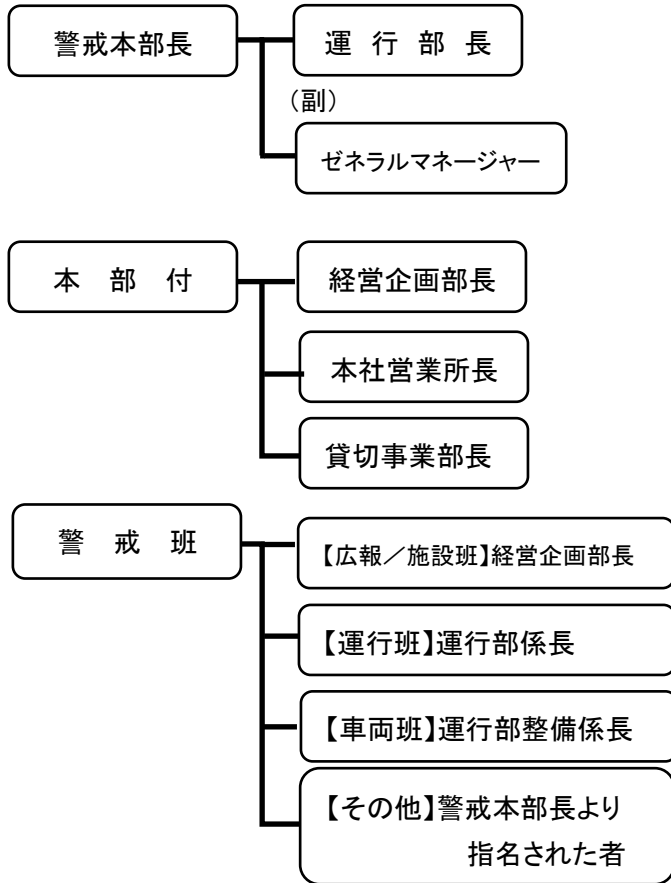 警戒本部長
運行部長
(副)
ゼネラルマネージャー
本部付
経営企画部長
本社営業所長
貸切事業部長
警戒班
【広報／施設班】経営企画部長
【運行班】運行部係長
【車両班】運行部整備係長
【その他】警戒本部長より
指名された者